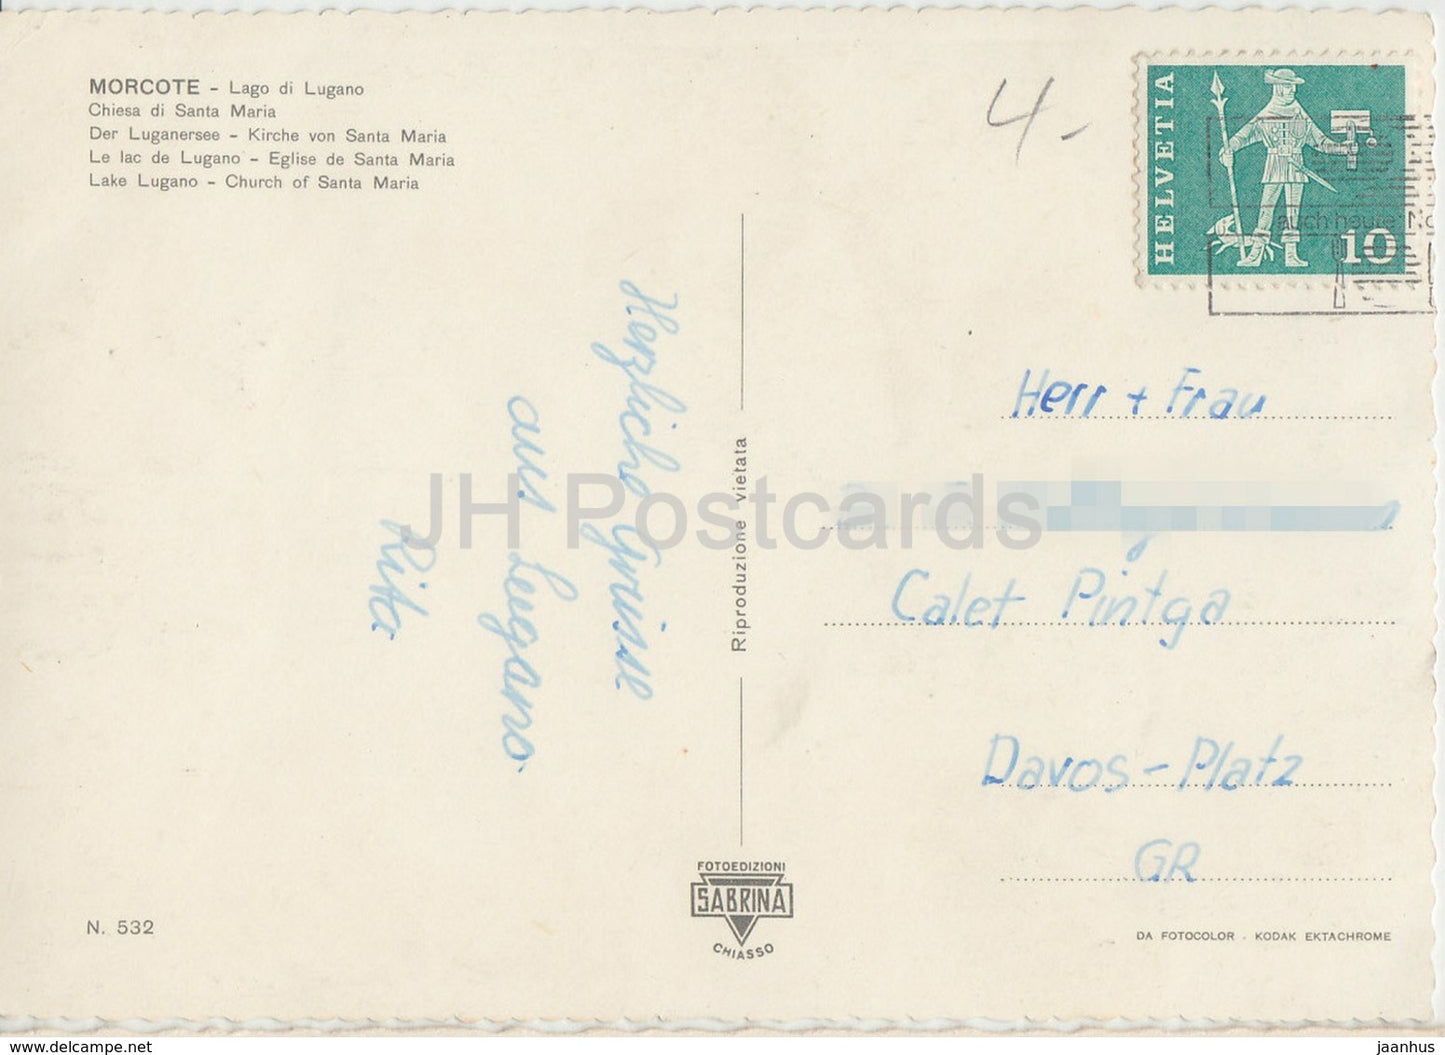 MORCOTE - Lago di Lugano
Chiesa di Santa Maria
Der Luganersee - Kirche von Santa Maria
Le lac de Lugano - Eglise de Santa Maria
Lake Lugano - Church of Santa Maria
4.-
HELVETIA
10
auch heute
Herzliche Grüsse
aus Lugano
Rita
Riproduzione vietata
Herr + Frau
Calet Pintga
Davos-Platz
GR
JH Postcards
FOTOEDIZIONI
SABRINA
CHIASSO
N. 532
DA FOTOCOLOR - KODAK EKTACHROME
www.delcampe.net
jaanhus